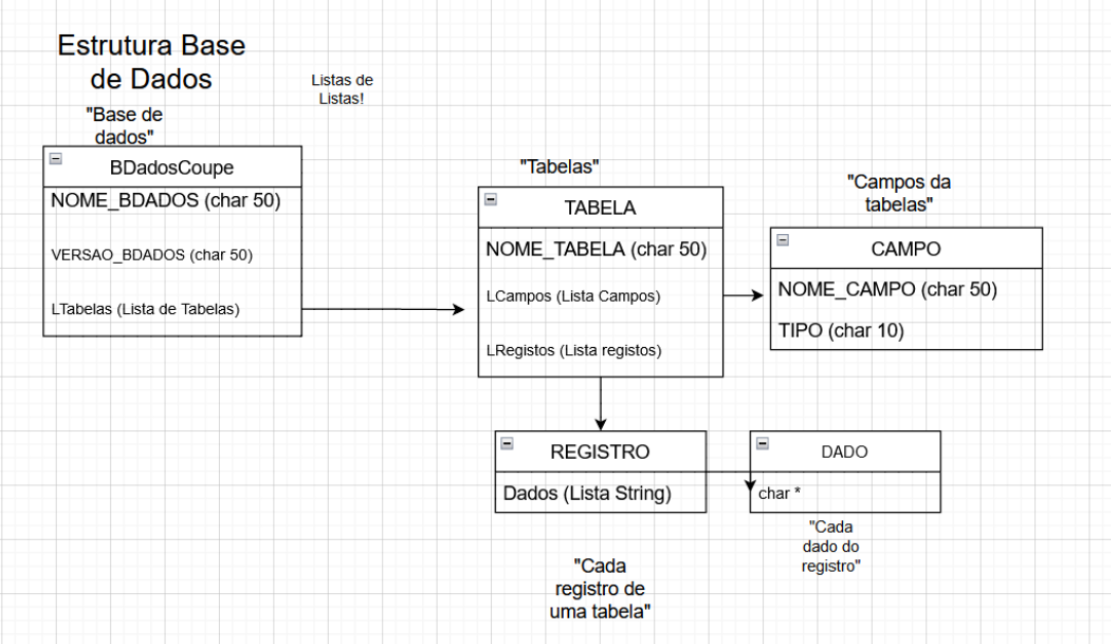 Estrutura Base
de Dados
Listas de
Listas!
"Base de
dados"
BDadosCoupe
NOME_BDADOS (char 50)
VERSAO_BDADOS (char 50)
LTabelas (Lista de Tabelas)
"Tabelas"
TABELA
NOME_TABELA (char 50)
LCampos (Lista Campos)
LRegistos (Lista registos)
"Campos da
tabelas"
CAMPO
NOME_CAMPO (char 50)
TIPO (char 10)
REGISTRO
Dados (Lista String)
"Cada
registro de
uma tabela"
DADO
char *
"Cada
dado do
registro"